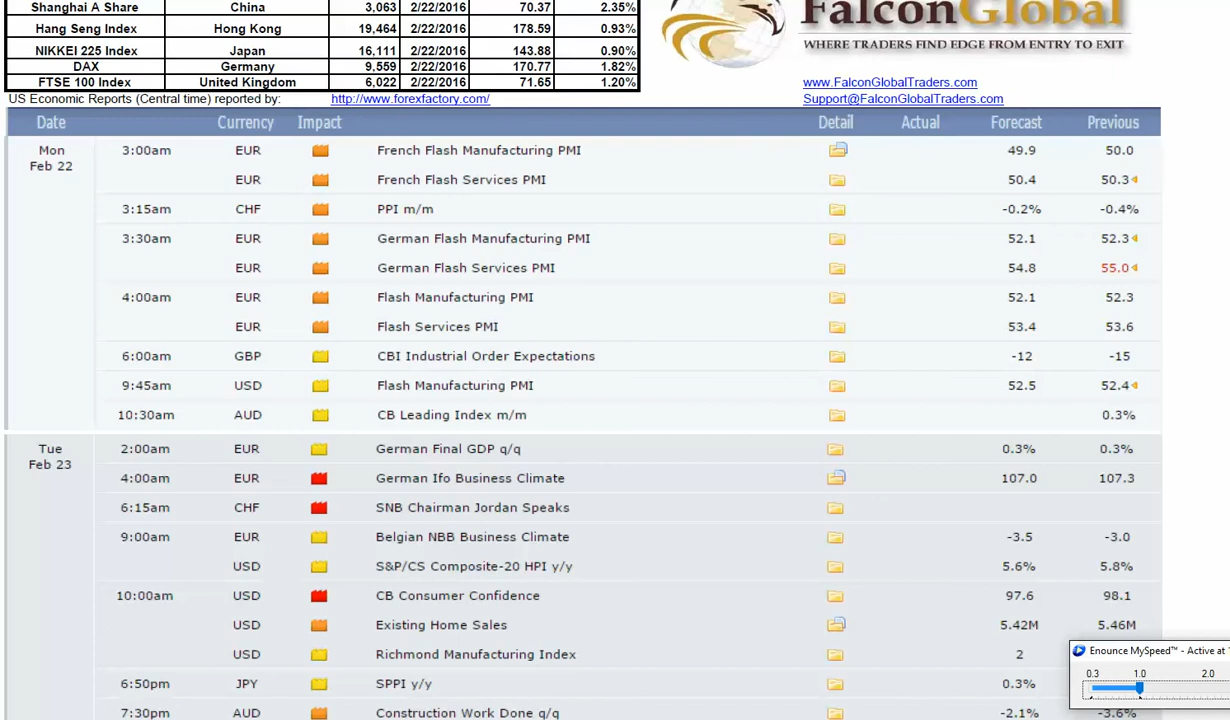 Shanghai A Share China 3,063 2/22/2016 70.37 2.35%
Hang Seng Index Hong Kong 19,464 2/22/2016 178.59 0.93%
NIKKEI 225 Index Japan 16,111 2/22/2016 143.88 0.90%
DAX Germany 9,559 2/22/2016 170.77 1.82%
FTSE 100 Index United Kingdom 6,022 2/22/2016 71.65 1.20%
FalconGlobal
WHERE TRADERS FIND EDGE FROM ENTRY TO EXIT
www.FalconGlobalTraders.com
US Economic Reports (Central time) reported by: http://www.forexfactory.com/ Support@FalconGlobalTraders.com
Date Currency Impact Detail Actual Forecast Previous
Mon 3:00am EUR French Flash Manufacturing PMI 49.9 50.0
Feb 22
EUR French Flash Services PMI 50.4 50.3
3:15am CHF PPI m/m -0.2% -0.4%
3:30am EUR German Flash Manufacturing PMI 52.1 52.3
EUR German Flash Services PMI 54.8 55.0
4:00am EUR Flash Manufacturing PMI 52.1 52.3
EUR Flash Services PMI 53.4 53.6
6:00am GBP CBI Industrial Order Expectations -12 -15
9:45am USD Flash Manufacturing PMI 52.5 52.4
10:30am AUD CB Leading Index m/m 0.3%
Tue 2:00am EUR German Final GDP q/q 0.3% 0.3%
Feb 23
4:00am EUR German Ifo Business Climate 107.0 107.3
6:15am CHF SNB Chairman Jordan Speaks
9:00am EUR Belgian NBB Business Climate -3.5 -3.0
USD S&P/CS Composite-20 HPI y/y 5.6% 5.8%
10:00am USD CB Consumer Confidence 97.6 98.1
USD Existing Home Sales 5.42M 5.46M
USD Richmond Manufacturing Index 2
6:50pm JPY SPPI y/y 0.3%
7:30pm AUD Construction Work Done q/q -2.1% -3.6%
Enounce MySpeed™ - Active at
0.3 1.0 2.0